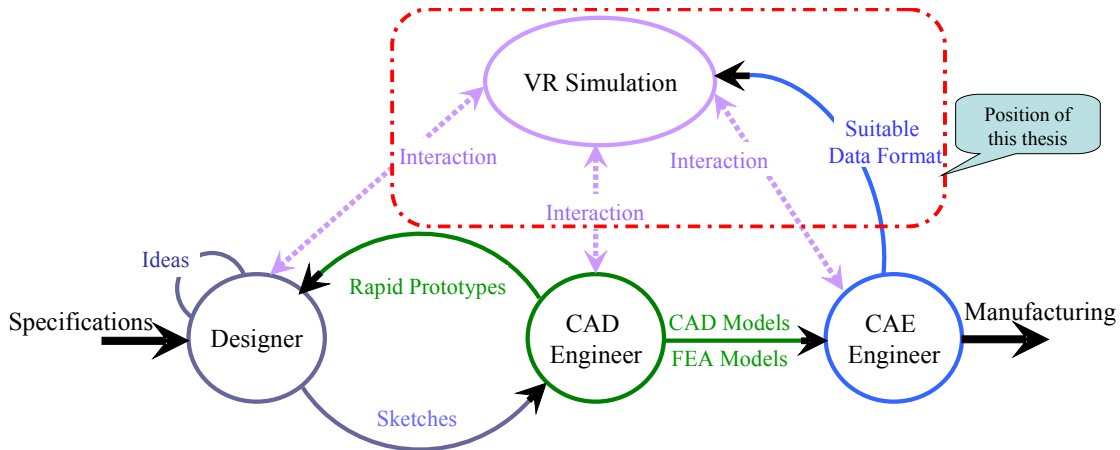 VR Simulation
Position of
this thesis
Suitable
Data Format
Interaction
Interaction
Interaction
Ideas
Rapid Prototypes
Specifications
Designer
CAD
Engineer
CAD Models
FEA Models
CAE
Engineer
Manufacturing
Sketches